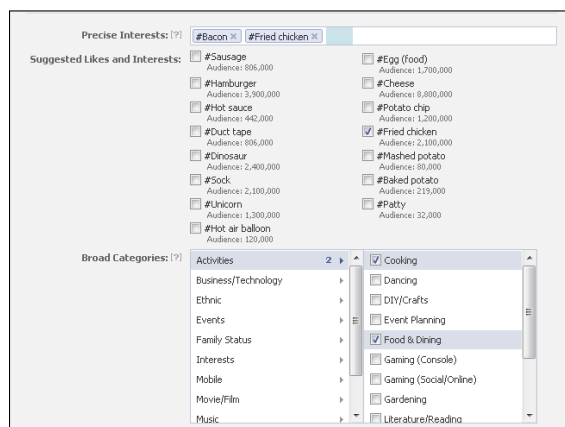 Precise Interests: [?] #Bacon × #Fried chicken ×
Suggested Likes and Interests:
#Sausage
Audience: 806,000
#Hamburger
Audience: 3,900,000
#Hot sauce
Audience: 442,000
#Duct tape
Audience: 806,000
#Dinosaur
Audience: 2,400,000
#Sock
Audience: 2,100,000
#Unicorn
Audience: 1,300,000
#Hot air balloon
Audience: 120,000
#Egg (food)
Audience: 1,700,000
#Cheese
Audience: 8,800,000
#Potato chip
Audience: 1,200,000
#Fried chicken
Audience: 2,100,000
#Mashed potato
Audience: 80,000
#Baked potato
Audience: 219,000
#Patty
Audience: 32,000
Broad Categories: [?]
Activities 2
Business/Technology
Ethnic
Events
Family Status
Interests
Mobile
Movie/Film
Music
Cooking
Dancing
DIY/Crafts
Event Planning
Food & Dining
Gaming (Console)
Gaming (Social/Online)
Gardening
Literature/Reading